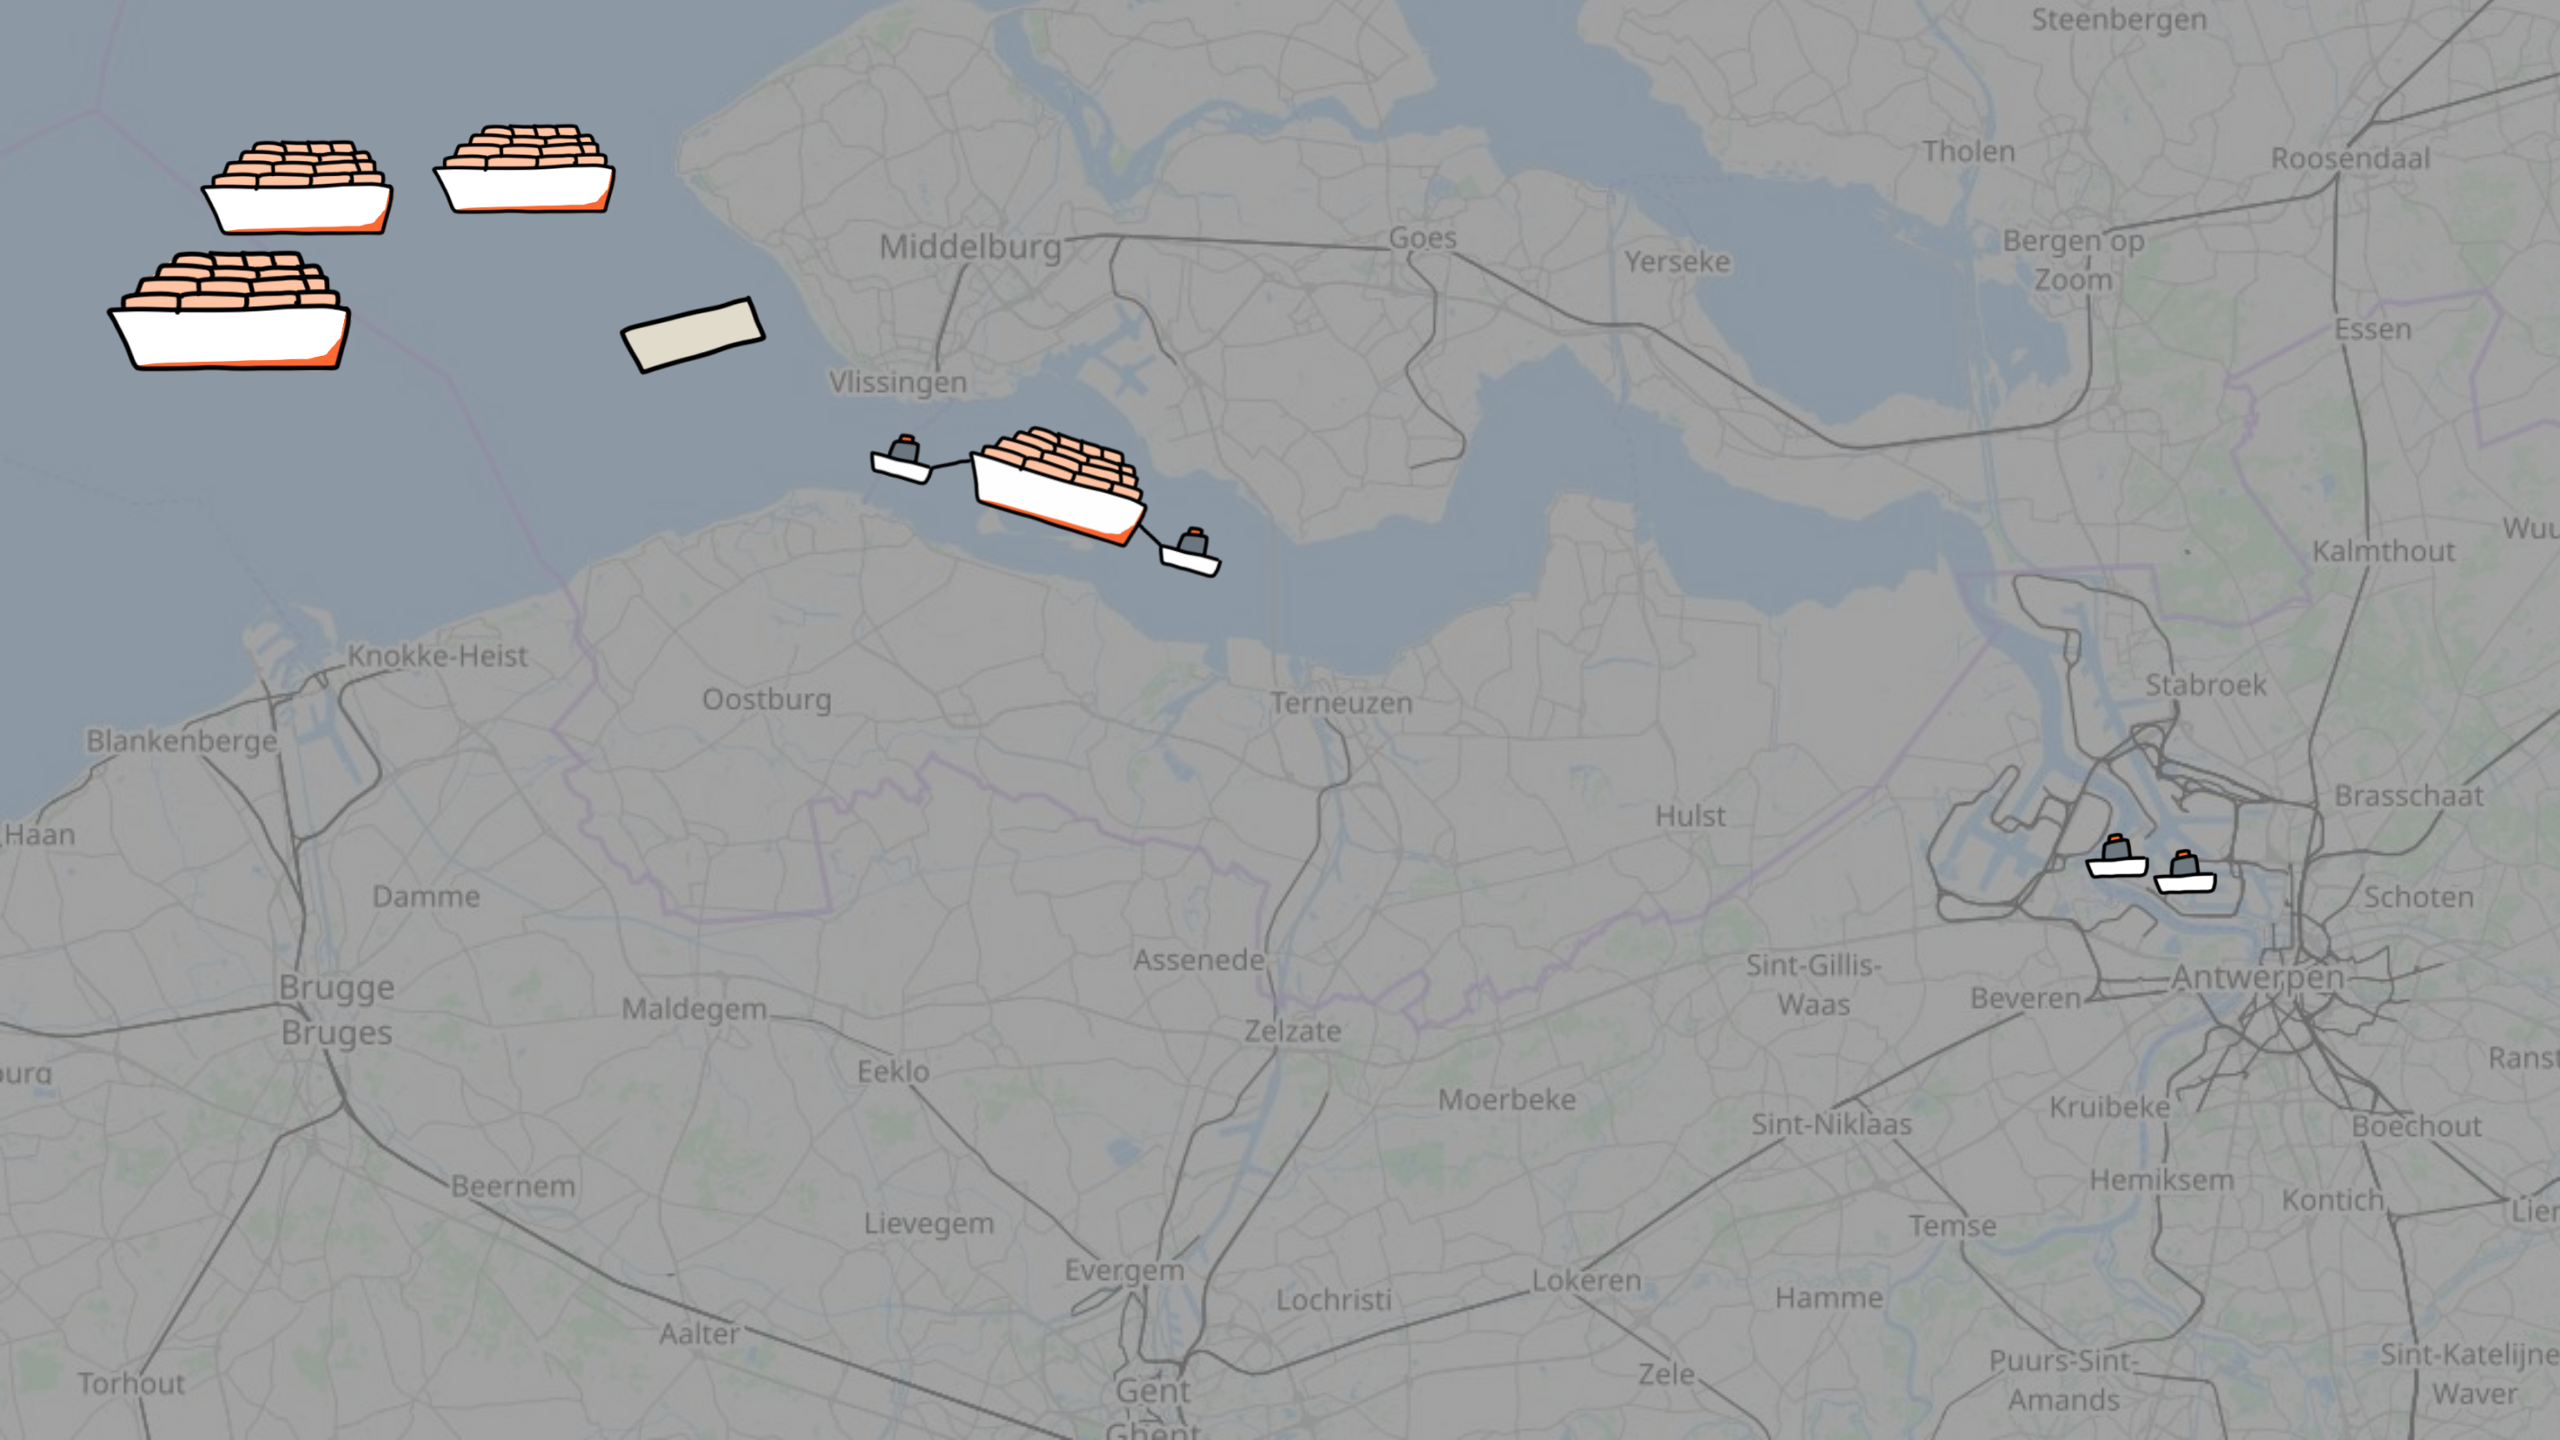 Steenbergen
Tholen
Roosendaal
Middelburg
Goes
Yerseke
Bergen op
Zoom
Essen
Vlissingen
Wuu
Kalmthout
Knokke-Heist
Stabroek
Oostburg
Terneuzen
Blankenberge
Brasschaat
Hulst
Haan
Damme
Schoten
Assenede
Sint-Gillis-
Waas
Antwerpen
Brugge
Bruges
Beveren
Maldegem
Zelzate
Ranst
burg
Eeklo
Moerbeke
Kruibeke
Sint-Niklaas
Boechout
Beernem
Hemiksem
Kontich
Lier
Lievegem
Temse
Evergem
Lokeren
Lochristi
Hamme
Aalter
Sint-Katelijne
Waver
Puurs-Sint-
Amands
Zele
Torhout
Gent
Ghent